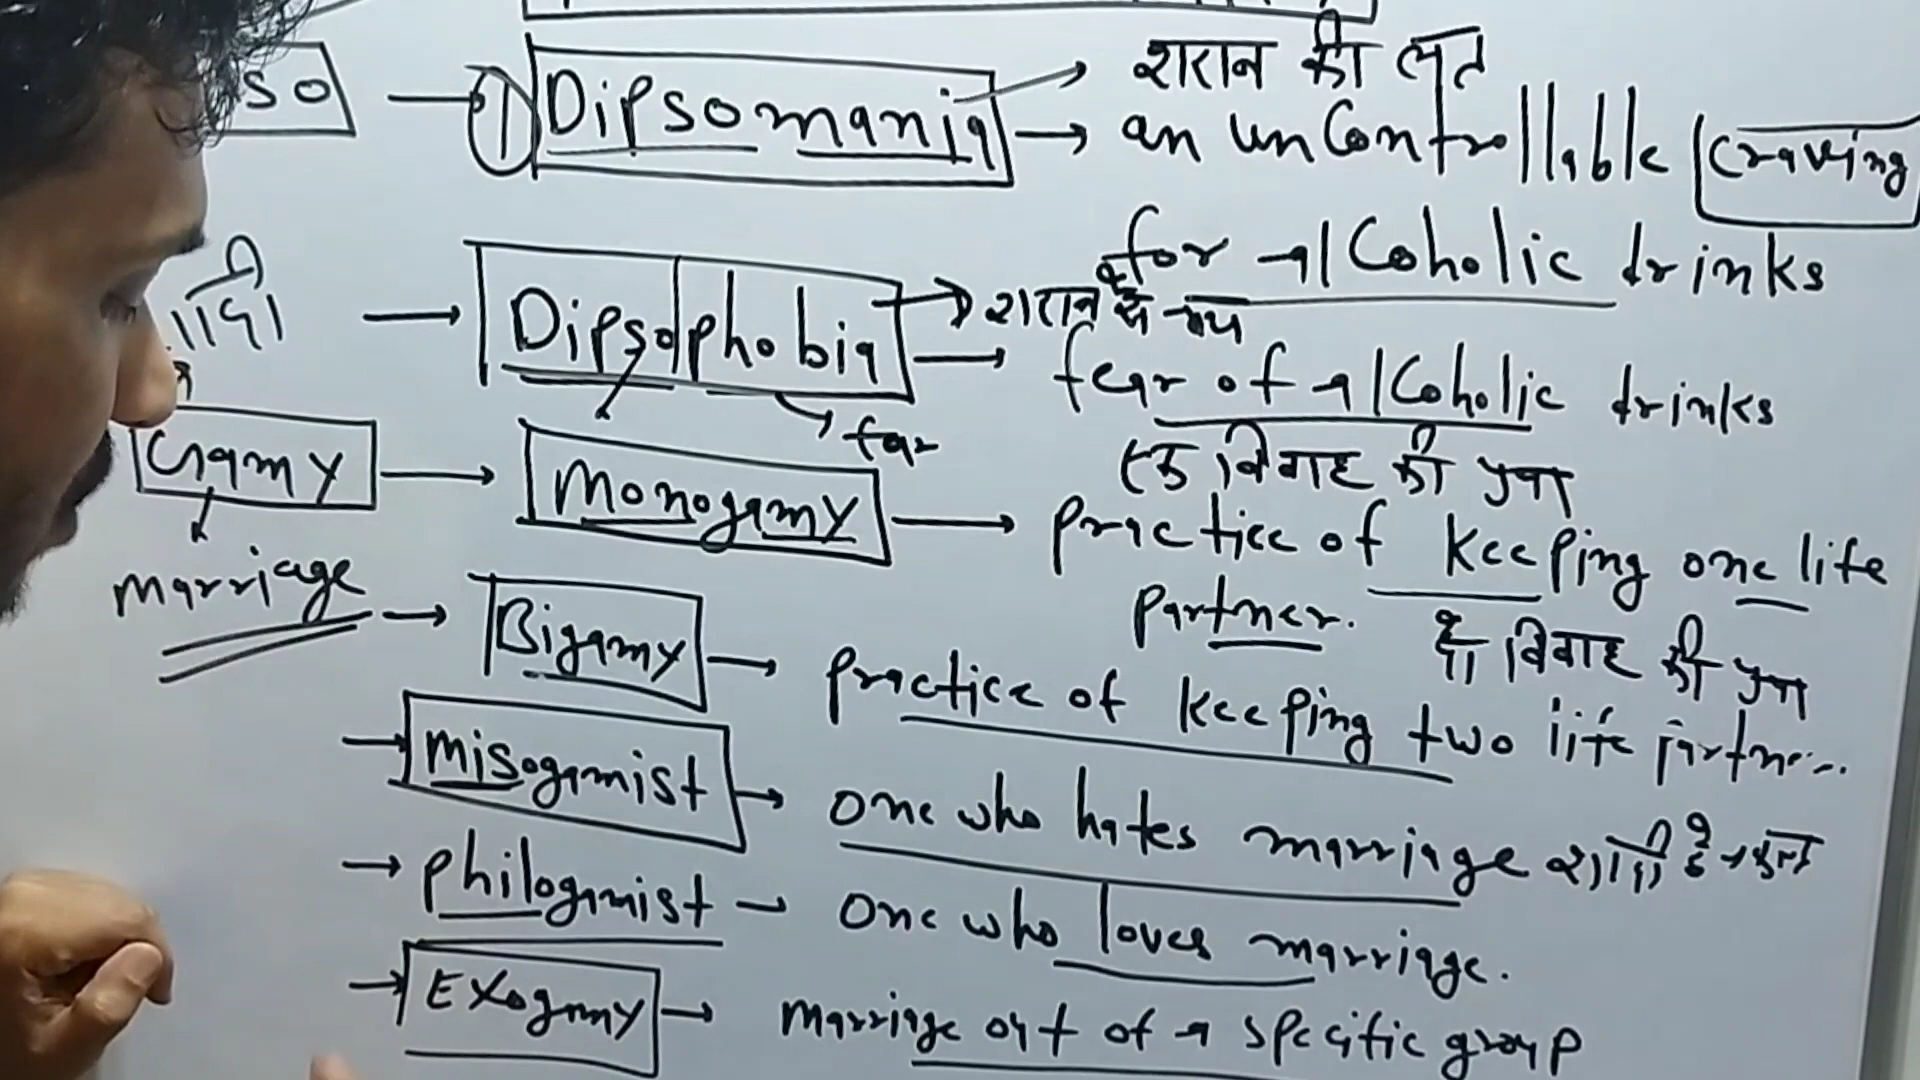 so → ① Dipsomania → शराब की लत
→ an uncontrollable craving
for alcoholic drinks
→ Dipsophobia → शराब से भय
→ fear of alcoholic drinks
fear
एक विवाह की प्रथा
Gamy → Monogamy → practice of keeping one life
partner.
marriage
दो विवाह की प्रथा
→ Bigamy → practice of keeping two life partner...
→ misogamist → one who hates marriage
→ philogamist - one who loves marriage.
→ Exogamy → marriage out of a specific group